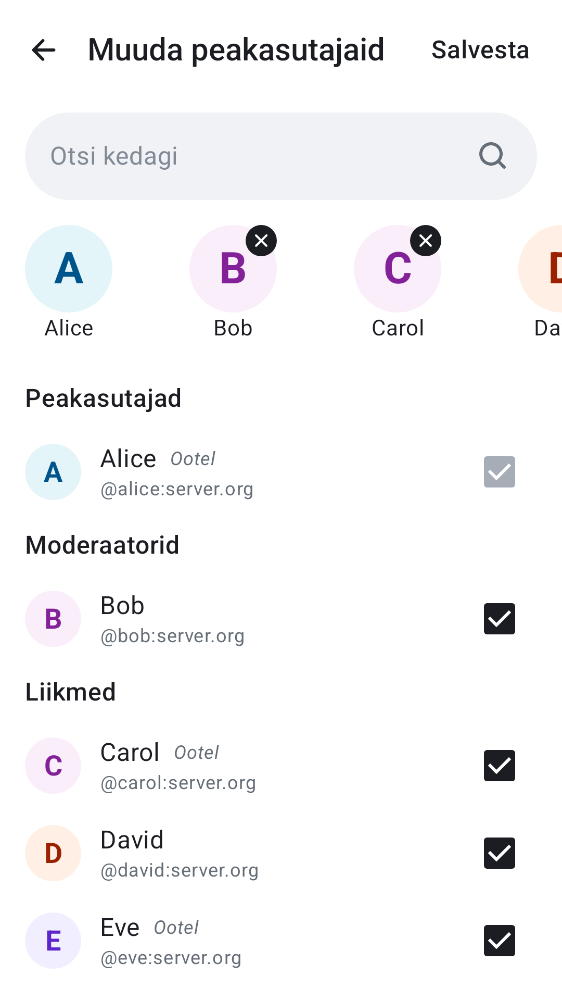 Muuda peakasutajaid Salvesta
Otsi kedagi
A B C
Alice Bob Carol Da
Peakasutajad
A Alice Ootel
@alice:server.org
Moderaatorid
B Bob
@bob:server.org
Liikmed
C Carol Ootel
@carol:server.org
D David
@david:server.org
E Eve Ootel
@eve:server.org